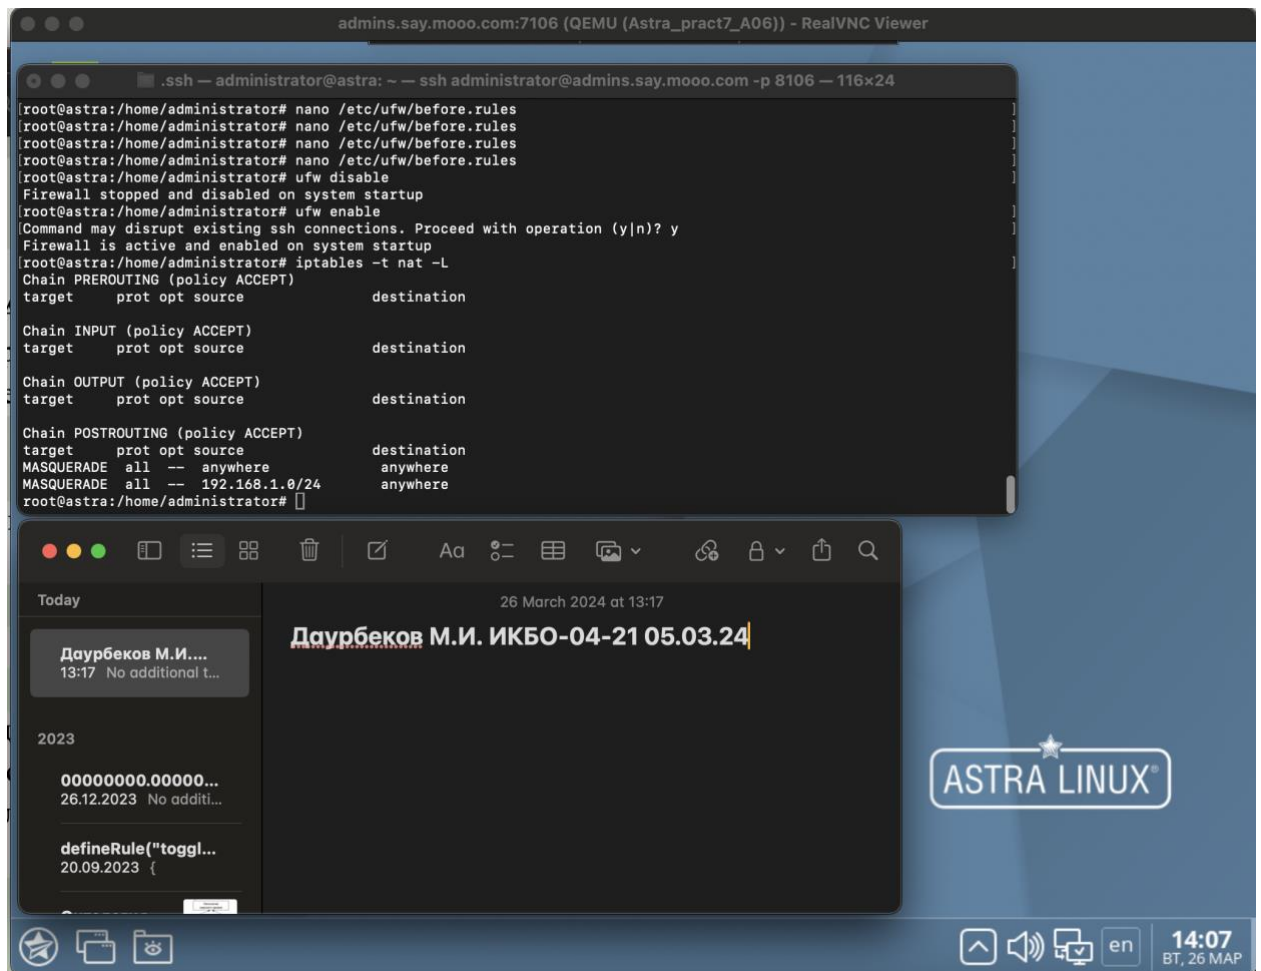 admins.say.mooo.com:7106 (QEMU (Astra_pract7_A06)) - RealVNC Viewer
.ssh — administrator@astra: ~ — ssh administrator@admins.say.mooo.com -p 8106 — 116×24
[root@astra:/home/administrator# nano /etc/ufw/before.rules ]
[root@astra:/home/administrator# nano /etc/ufw/before.rules ]
[root@astra:/home/administrator# nano /etc/ufw/before.rules ]
[root@astra:/home/administrator# nano /etc/ufw/before.rules ]
[root@astra:/home/administrator# ufw disable ]
Firewall stopped and disabled on system startup
[root@astra:/home/administrator# ufw enable ]
[Command may disrupt existing ssh connections. Proceed with operation (y|n)? y ]
Firewall is active and enabled on system startup
[root@astra:/home/administrator# iptables -t nat -L ]
Chain PREROUTING (policy ACCEPT)
target prot opt source destination
Chain INPUT (policy ACCEPT)
target prot opt source destination
Chain OUTPUT (policy ACCEPT)
target prot opt source destination
Chain POSTROUTING (policy ACCEPT)
target prot opt source destination
MASQUERADE all -- anywhere anywhere
MASQUERADE all -- 192.168.1.0/24 anywhere
root@astra:/home/administrator#
Aa
Today
26 March 2024 at 13:17
Даурбеков М.И. ИКБО-04-21 05.03.24
Даурбеков М.И....
13:17 No additional t...
2023
00000000.00000...
26.12.2023 No additi...
defineRule("toggl...
20.09.2023 {
ASTRA LINUX®
en
14:07
ВТ, 26 МАР